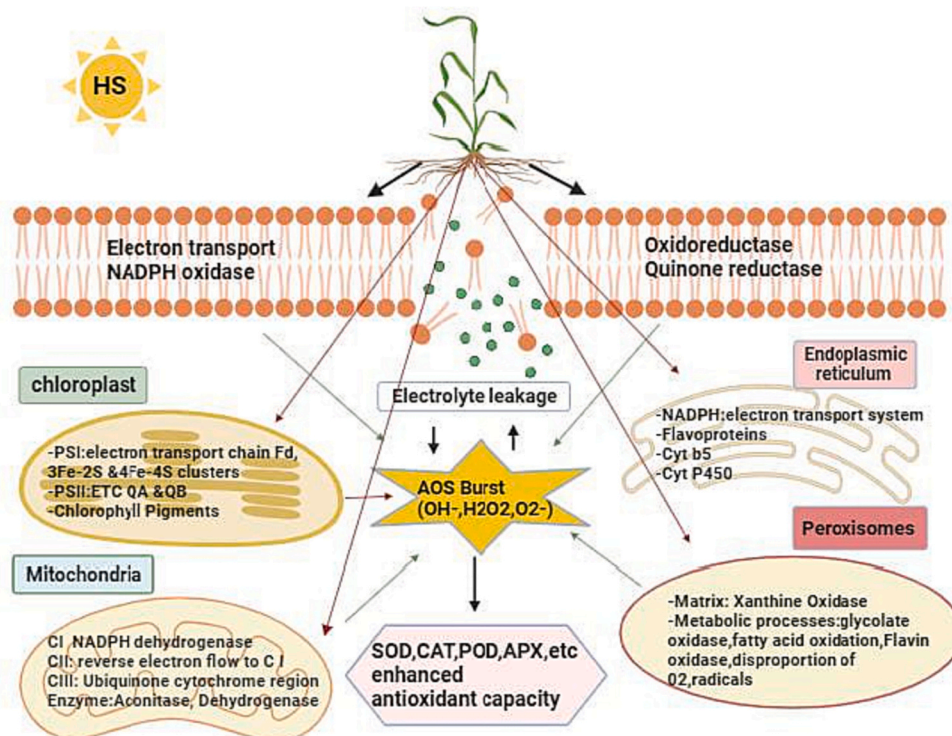 HS
Electron transport
NADPH oxidase
Oxidoreductase
Quinone reductase
chloroplast
Electrolyte leakage
Endoplasmic
reticulum
-PSI:electron transport chain Fd,
3Fe-2S &4Fe-4S clusters
-PSII:ETC QA &QB
-Chlorophyll Pigments
AOS Burst
(OH-,H2O2,O2-)
-NADPH:electron transport system
-Flavoproteins
-Cyt b5
-Cyt P450
Mitochondria
Peroxisomes
CI NADPH dehydrogenase
CII: reverse electron flow to C I
CIII: Ubiquinone cytochrome region
Enzyme:Aconitase, Dehydrogenase
SOD,CAT,POD,APX,etc
enhanced
antioxidant capacity
-Matrix: Xanthine Oxidase
-Metabolic processes:glycolate
oxidase,fatty acid oxidation,Flavin
oxidase,disproportion of
02,radicals